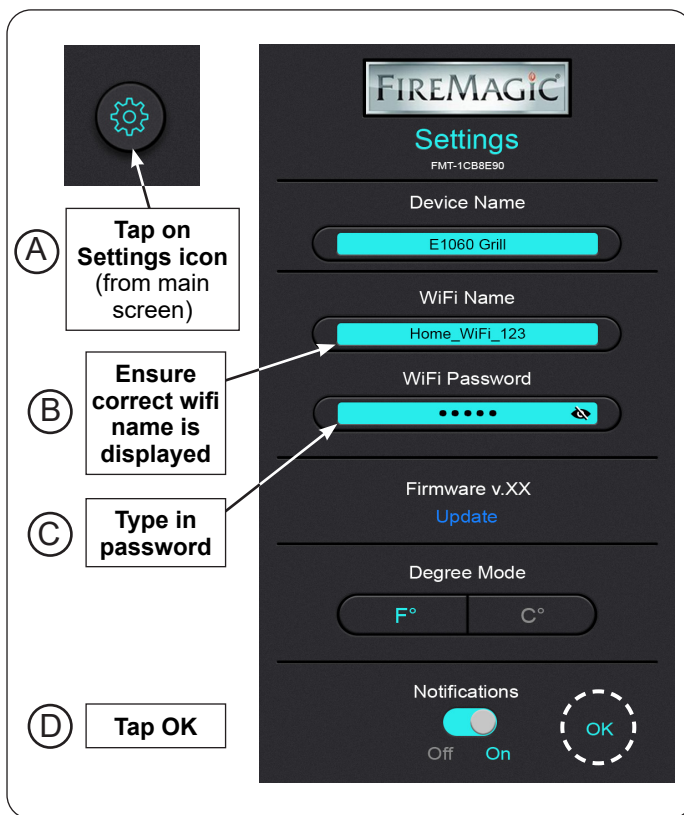 A
Tap on
Settings icon
(from main
screen)
B
Ensure
correct wifi
name is
displayed
C
Type in
password
D
Tap OK
FIREMAGIC
Settings
FMT-1CB8E90
Device Name
E1060 Grill
WiFi Name
Home_WiFi_123
WiFi Password
•••••
Firmware v.XX
Update
Degree Mode
F° C°
Notifications
Off On
OK